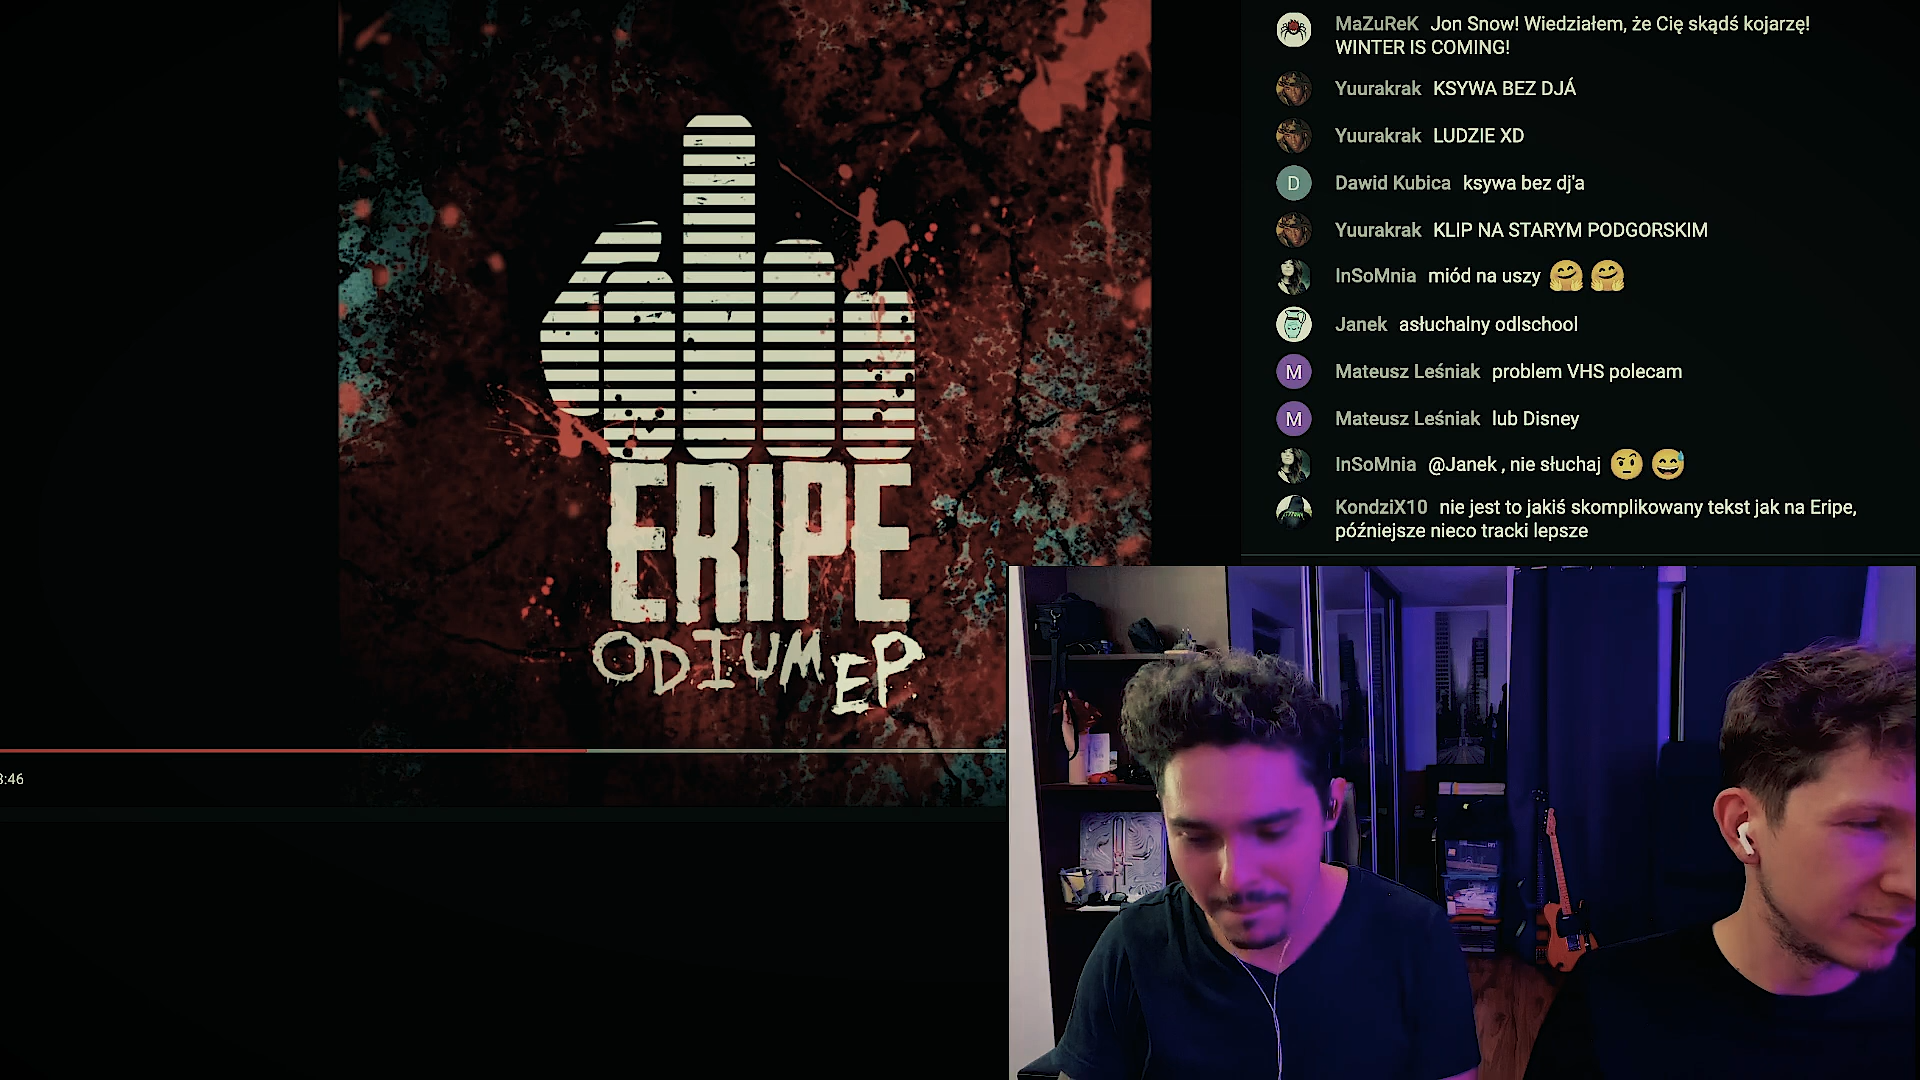 MaZuReK Jon Snow! Wiedziałem, że Cię skądś kojarzę!
WINTER IS COMING!
Yuurakrak KSYWA BEZ DJÁ
Yuurakrak LUDZIE XD
D Dawid Kubica ksywa bez dj'a
Yuurakrak KLIP NA STARYM PODGORSKIM
InSoMnia miód na uszy
Janek asłuchalny odlschool
M Mateusz Leśniak problem VHS polecam
M Mateusz Leśniak lub Disney
InSoMnia @Janek , nie słuchaj
KondziX10 nie jest to jakiś skomplikowany tekst jak na Eripe,
późniejsze nieco tracki lepsze
ERIPE
ODIUM EP
:46